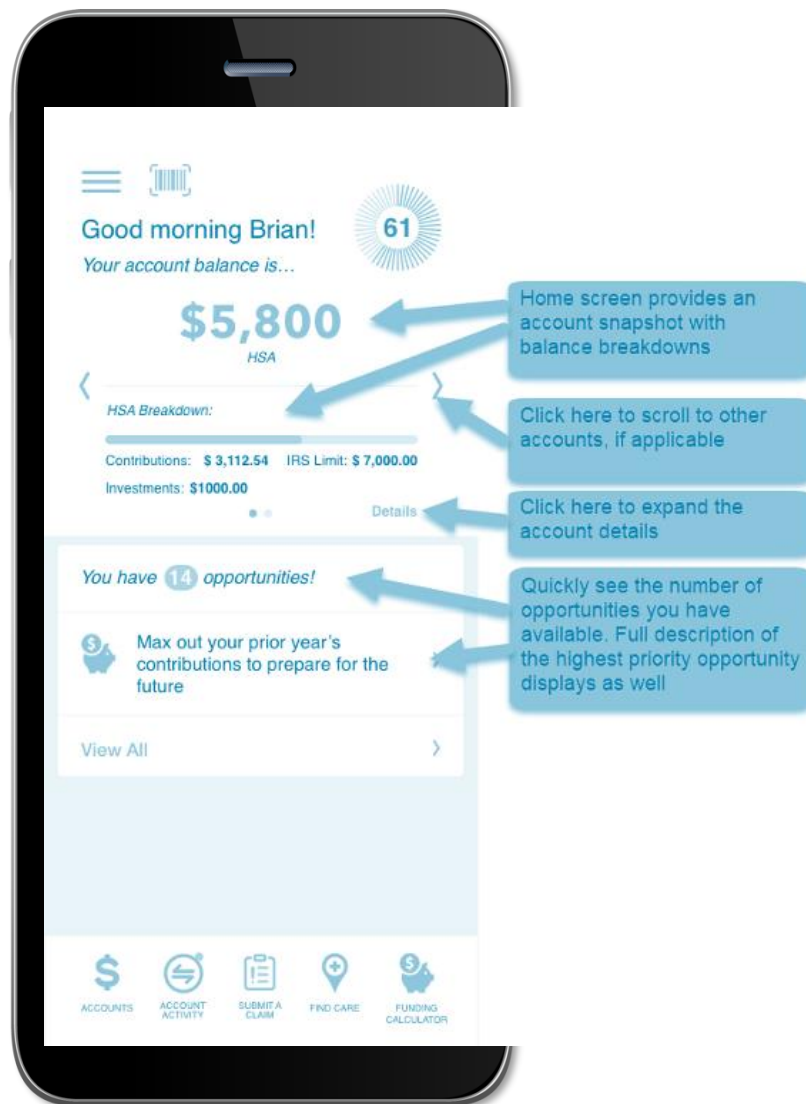 Good morning Brian!
61
Your account balance is...
$5,800
HSA
HSA Breakdown:
Contributions: $ 3,112.54 IRS Limit: $ 7,000.00
Investments: $1000.00
Details
You have 14 opportunities!
Max out your prior year's
contributions to prepare for the
future
View All
ACCOUNTS
ACCOUNT
ACTIVITY
SUBMIT A
CLAIM
FIND CARE
FUNDING
CALCULATOR
Home screen provides an
account snapshot with
balance breakdowns
Click here to scroll to other
accounts, if applicable
Click here to expand the
account details
Quickly see the number of
opportunities you have
available. Full description of
the highest priority opportunity
displays as well